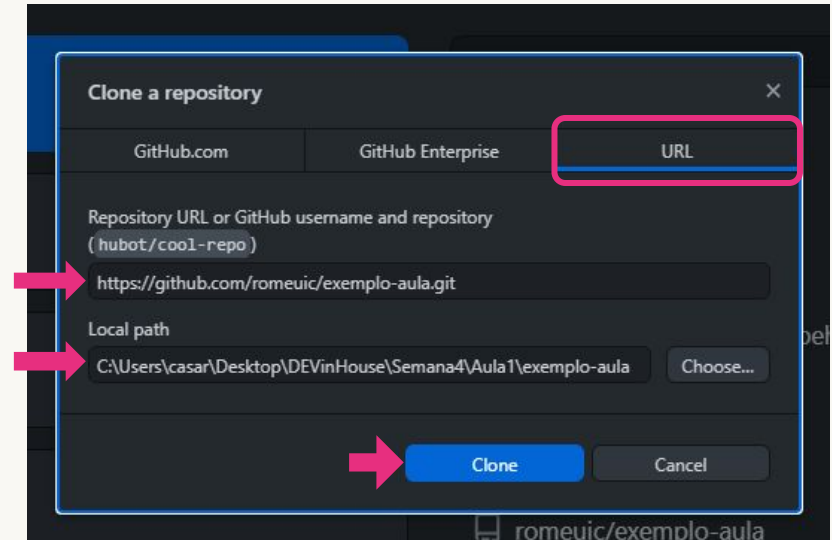 Clone a repository
GitHub.com
GitHub Enterprise
URL
Repository URL or GitHub username and repository
(hubot/cool-repo)
https://github.com/romeuic/exemplo-aula.git
Local path
C:\Users\casar\Desktop\DEVinHouse\Semana4\Aula1\exemplo-aula
Choose...
Clone
Cancel
romeuic/exemplo-aula